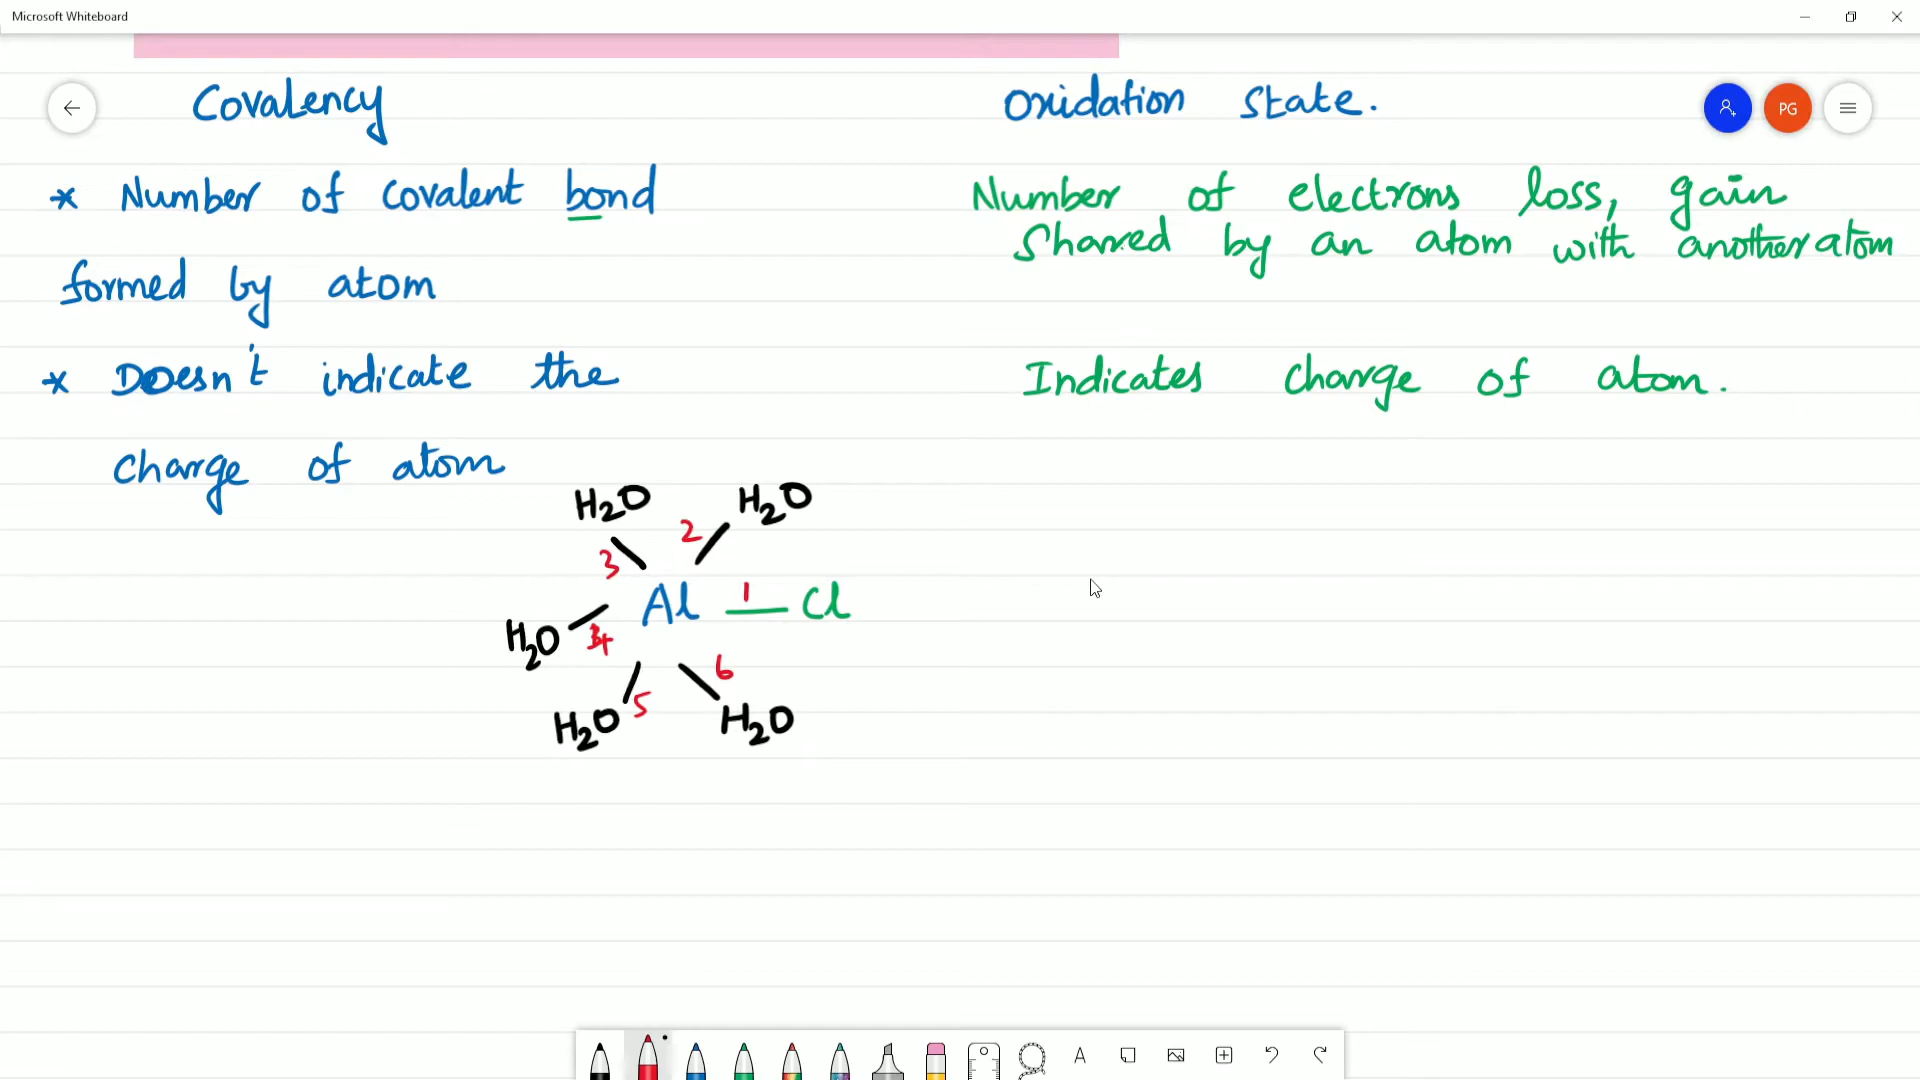 Microsoft Whiteboard
Covalency
* Number of covalent bond
formed by atom
* Doesn't indicate the
charge of atom
Oxidation state.
Number of electrons loss, gain
Shared by an atom with another atom
Indicates charge of atom.
PG
H2O
H2O
2
3
Al
1
Cl
H2O
4
5
6
H2O
H2O
A